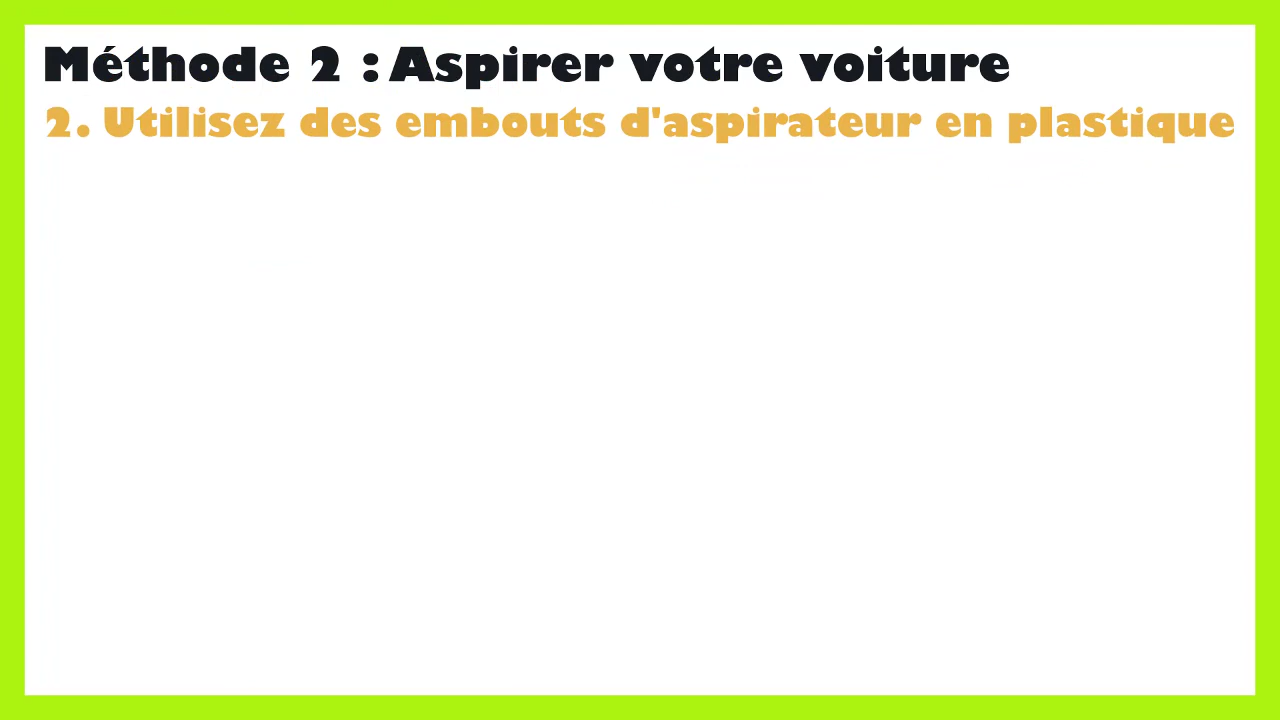 Méthode 2 : Aspirer votre voiture
2. Utilisez des embouts d'aspirateur en plastique